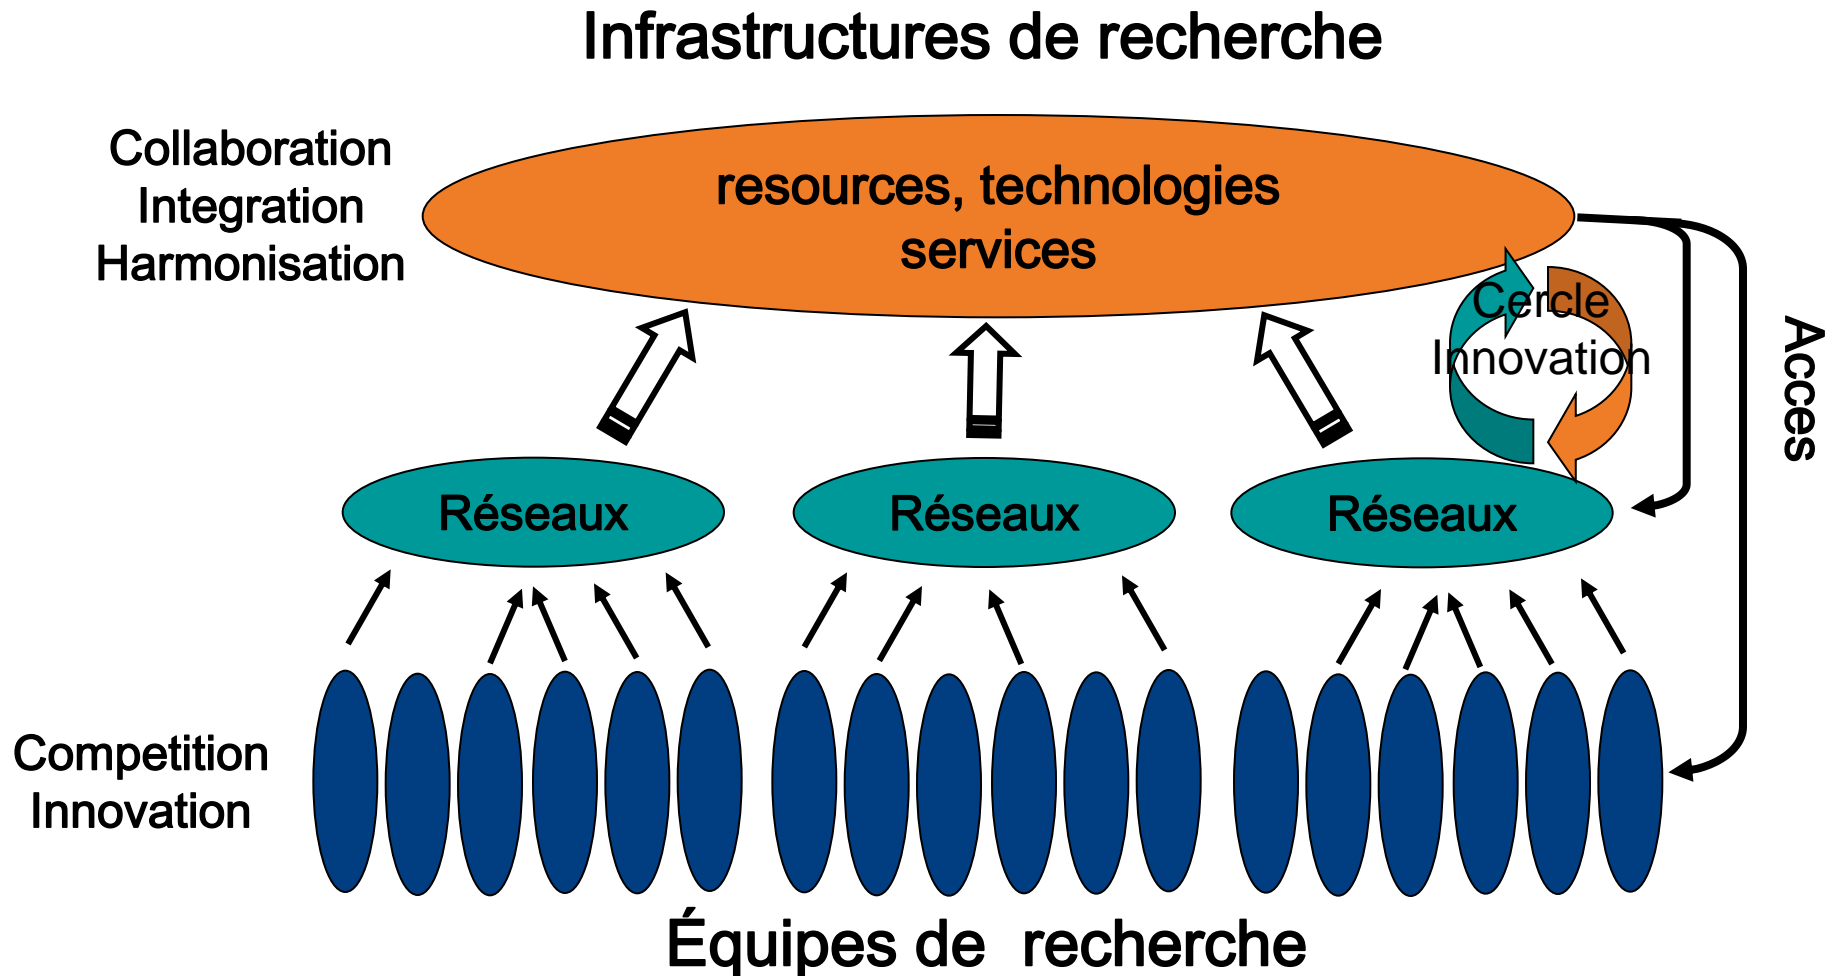 Infrastructures de recherche
Collaboration
Integration
Harmonisation
resources, technologies
services
Cercle
Innovation
Acces
Réseaux
Réseaux
Réseaux
Competition
Innovation
Équipes de  recherche